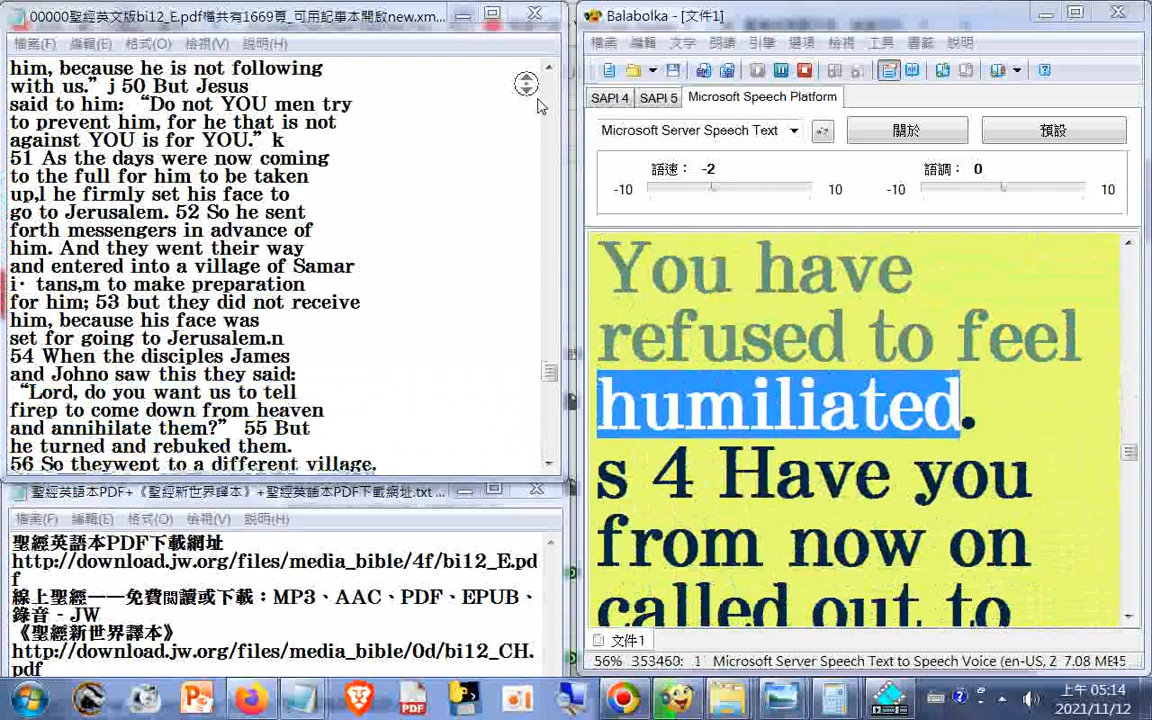 00000聖經英文版bi12_E.pdf檔共有1669頁_可用記事本開啟new.xm...
檔案(F) 編輯(E) 格式(O) 檢視(V) 說明(H)
him, because he is not following
with us.” j 50 But Jesus
said to him: “Do not YOU men try
to prevent him, for he that is not
against YOU is for YOU.” k
51 As the days were now coming
to the full for him to be taken
up,l he firmly set his face to
go to Jerusalem. 52 So he sent
forth messengers in advance of
him. And they went their way
and entered into a village of Samar
i· tans,m to make preparation
for him; 53 but they did not receive
him, because his face was
set for going to Jerusalem.n
54 When the disciples James
and Johno saw this they said:
“Lord, do you want us to tell
firep to come down from heaven
and annihilate them?” 55 But
he turned and rebuked them.
56 So theywent to a different village.
聖經英語本PDF+《聖經新世界譯本》+聖經英語本PDF下載網址.txt ...
檔案(F) 編輯(E) 格式(O) 檢視(V) 說明(H)
聖經英語本PDF下載網址
http://download.jw.org/files/media_bible/4f/bi12_E.pd
f
線上聖經——免費閱讀或下載：MP3、AAC、PDF、EPUB、
錄音 - JW
《聖經新世界譯本》
http://download.jw.org/files/media_bible/0d/bi12_CH.
pdf
Balabolka - [文件1]
檔案 編輯 文字 朗讀 引擎 選項 檢視 工具 書籤 說明
SAPI 4 SAPI 5 Microsoft Speech Platform
Microsoft Server Speech Text 關於 預設
語速： -2 語調： 0
-10 10 -10 10
You have
refused to feel
humiliated.
s 4 Have you
from now on
called out to
文件1
56% 353460: 1 Microsoft Server Speech Text to Speech Voice (en-US, 2 7.08 ME45
上午 05:14
2021/11/12